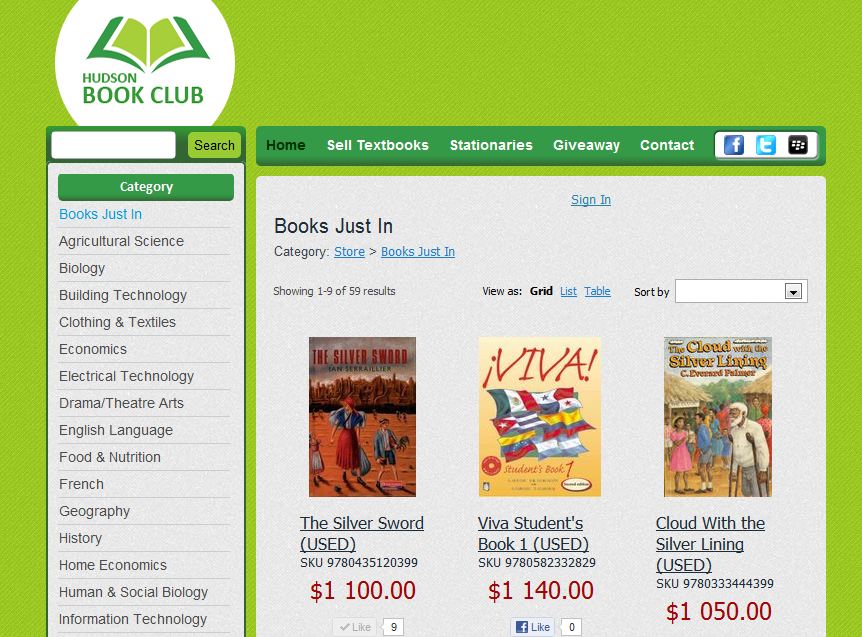 HUDSON
BOOK CLUB
Search
Home Sell Textbooks Stationaries Giveaway Contact
Category
Books Just In
Agricultural Science
Biology
Building Technology
Clothing & Textiles
Economics
Electrical Technology
Drama/Theatre Arts
English Language
Food & Nutrition
French
Geography
History
Home Economics
Human & Social Biology
Information Technology
Sign In
Books Just In
Category: Store > Books Just In
Showing 1-9 of 59 results View as: Grid List Table Sort by
THE SILVER SWORD
IAN SERRAILLIER
¡VIVA!
Student's Book 1
Second edition
The Cloud with the
Silver Lining
C. Everard Palmer
The Silver Sword
(USED)
SKU 9780435120399
$1 100.00
Like 9
Viva Student's
Book 1 (USED)
SKU 9780582332829
$1 140.00
Like 0
Cloud With the
Silver Lining
(USED)
SKU 9780333444399
$1 050.00